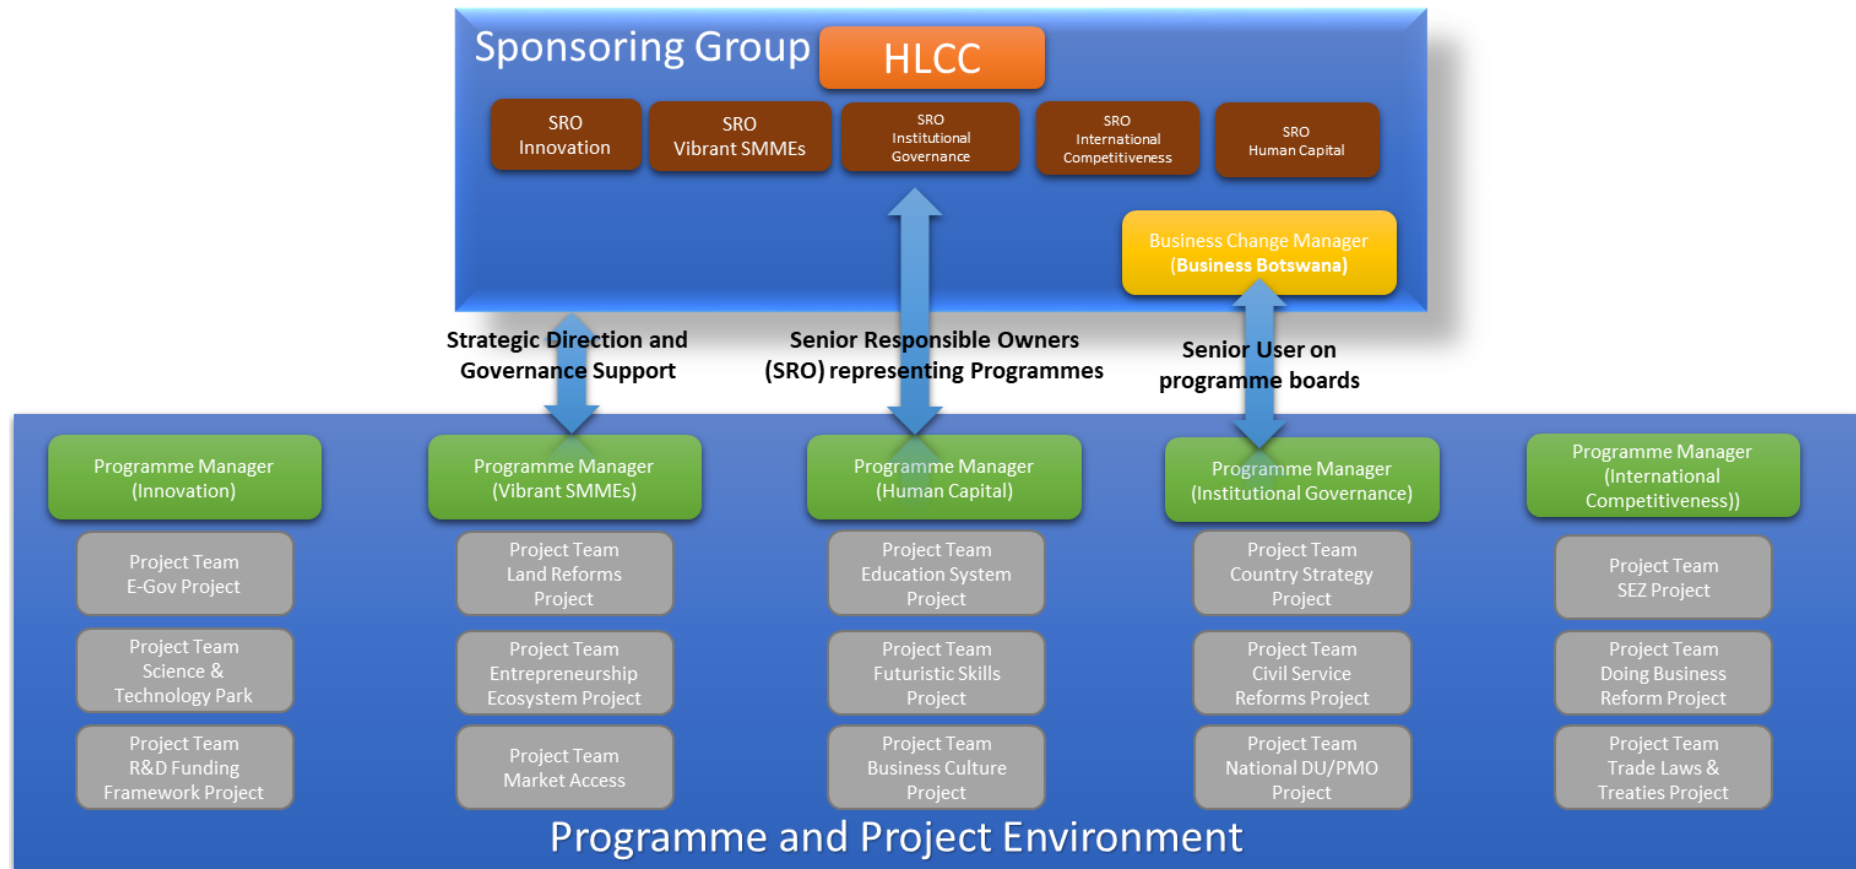 Sponsoring Group
HLCC
SRO
Innovation
SRO
Vibrant SMMEs
SRO
Institutional
Governance
SRO
International
Competitiveness
SRO
Human Capital
Business Change Manager
(Business Botswana)
Strategic Direction and
Governance Support
Senior Responsible Owners
(SRO) representing Programmes
Senior User on
programme boards
Programme Manager
(Innovation)
Programme Manager
(Vibrant SMMEs)
Programme Manager
(Human Capital)
Programme Manager
(Institutional Governance)
Programme Manager
(International
Competitiveness))
Project Team
E-Gov Project
Project Team
Land Reforms
Project
Project Team
Education System
Project
Project Team
Country Strategy
Project
Project Team
SEZ Project
Project Team
Science &
Technology Park
Project Team
Entrepreneurship
Ecosystem Project
Project Team
Futuristic Skills
Project
Project Team
Civil Service
Reforms Project
Project Team
Doing Business
Reform Project
Project Team
R&D Funding
Framework Project
Project Team
Market Access
Project Team
Business Culture
Project
Project Team
National DU/PMO
Project
Project Team
Trade Laws &
Treaties Project
Programme and Project Environment